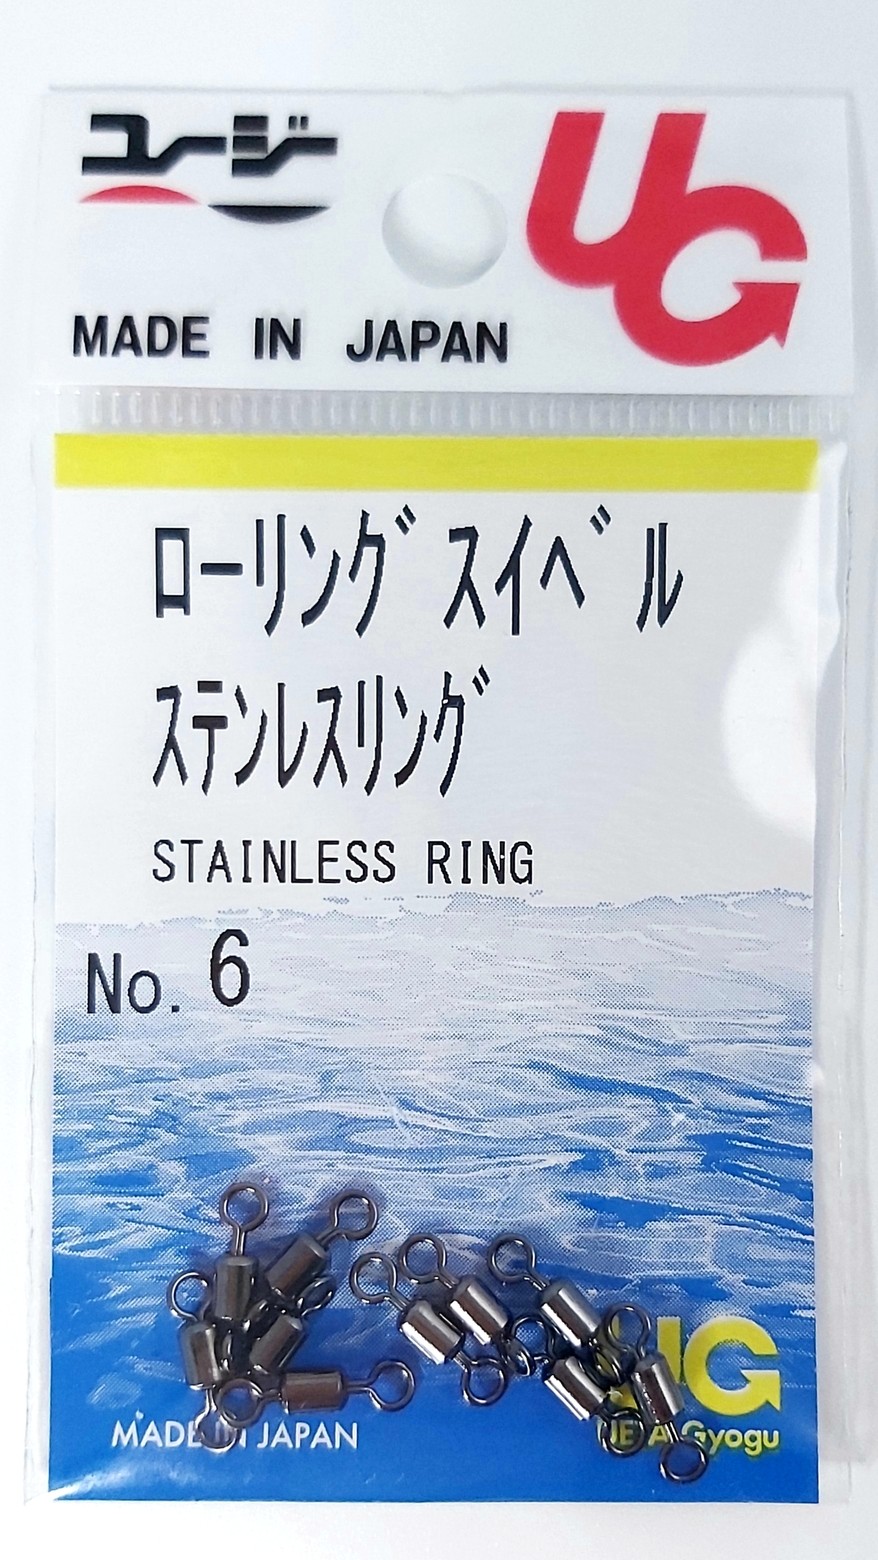 ユージ
UG
MADE IN JAPAN
ローリングスイベル
ステンレスリング
STAINLESS RING
No. 6
UG
MADE IN JAPAN
Gyogu